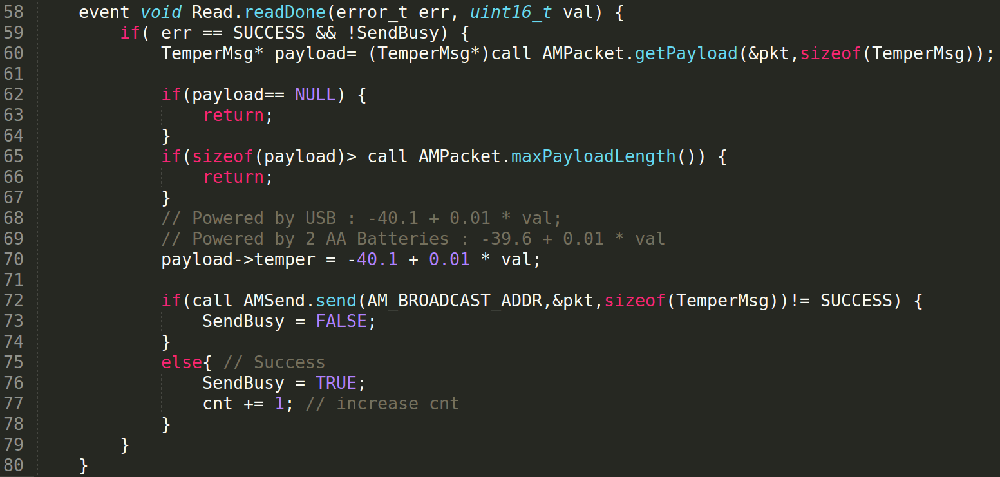 58     event void Read.readDone(error_t err, uint16_t val) {
59         if( err == SUCCESS && !SendBusy) {
60             TemperMsg* payload= (TemperMsg*)call AMPacket.getPayload(&pkt,sizeof(TemperMsg));
61
62             if(payload== NULL) {
63                 return;
64             }
65             if(sizeof(payload)> call AMPacket.maxPayloadLength()) {
66                 return;
67             }
68             // Powered by USB : -40.1 + 0.01 * val;
69             // Powered by 2 AA Batteries : -39.6 + 0.01 * val
70             payload->temper = -40.1 + 0.01 * val;
71
72             if(call AMSend.send(AM_BROADCAST_ADDR,&pkt,sizeof(TemperMsg))!= SUCCESS) {
73                 SendBusy = FALSE;
74             }
75             else{ // Success
76                 SendBusy = TRUE;
77                 cnt += 1; // increase cnt
78             }
79         }
80     }